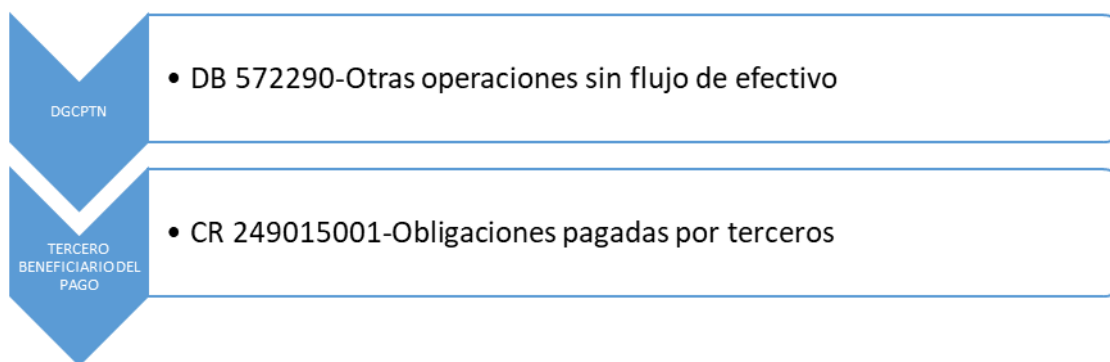 DGCPTN
• DB 572290-Otras operaciones sin flujo de efectivo
TERCERO
BENEFICIARIO DEL
PAGO
• CR 249015001-Obligaciones pagadas por terceros